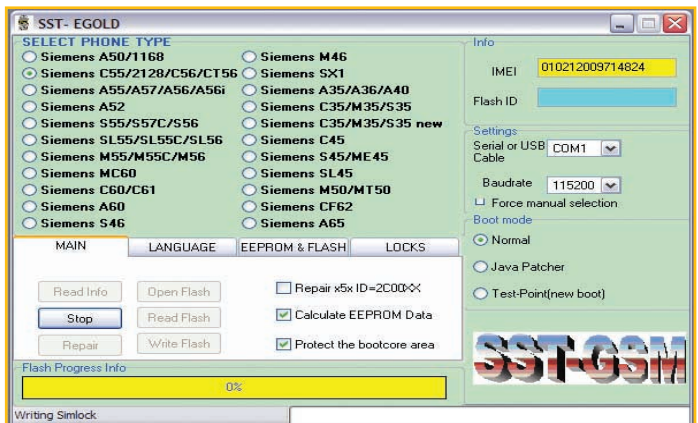 SST- EGOLD
SELECT PHONE TYPE
Siemens A50/1168
Siemens C55/2128/C56/CT56
Siemens A55/A57/A56/A56i
Siemens A52
Siemens S55/S57C/S56
Siemens SL55/SL55C/SL56
Siemens M55/M55C/M56
Siemens MC60
Siemens C60/C61
Siemens A60
Siemens S46
Siemens M46
Siemens SX1
Siemens A35/A36/A40
Siemens C35/M35/S35
Siemens C35/M35/S35 new
Siemens C45
Siemens S45/ME45
Siemens SL45
Siemens M50/MT50
Siemens CF62
Siemens A65
Info
IMEI 010212009714824
Flash ID
Settings
Serial or USB Cable COM1
Baudrate 115200
Force manual selection
Boot mode
Normal
Java Patcher
Test-Point(new boot)
MAIN LANGUAGE EEPROM & FLASH LOCKS
Read Info Open Flash Repair x5x ID=2C00XX
Stop Read Flash Calculate EEPROM Data
Repair Write Flash Protect the bootcore area
SST-GSM
Flash Progress Info
0%
Writing Simlock